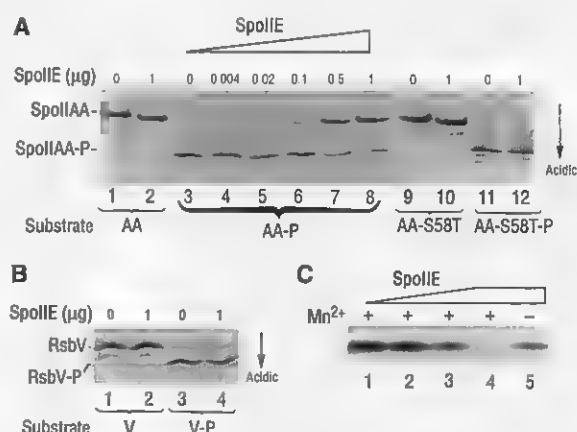 A
SpoIIE
SpoIIE (µg) 0 1 0 0 004 0 02 0 1 0 5 1 0 1 0 1
SpoIIAA-
SpoIIAA-P-
Acidic
1 2 3 4 5 6 7 8 9 10 11 12
Substrate AA AA-P AA-S58T AA-S58T-P
B
SpoIIE (µg) 0 1 0 1
RsbV
RsbV-P
Acidic
1 2 3 4
Substrate V V-P
C
SpoIIE
Mn2+ + + + + –
1 2 3 4 5